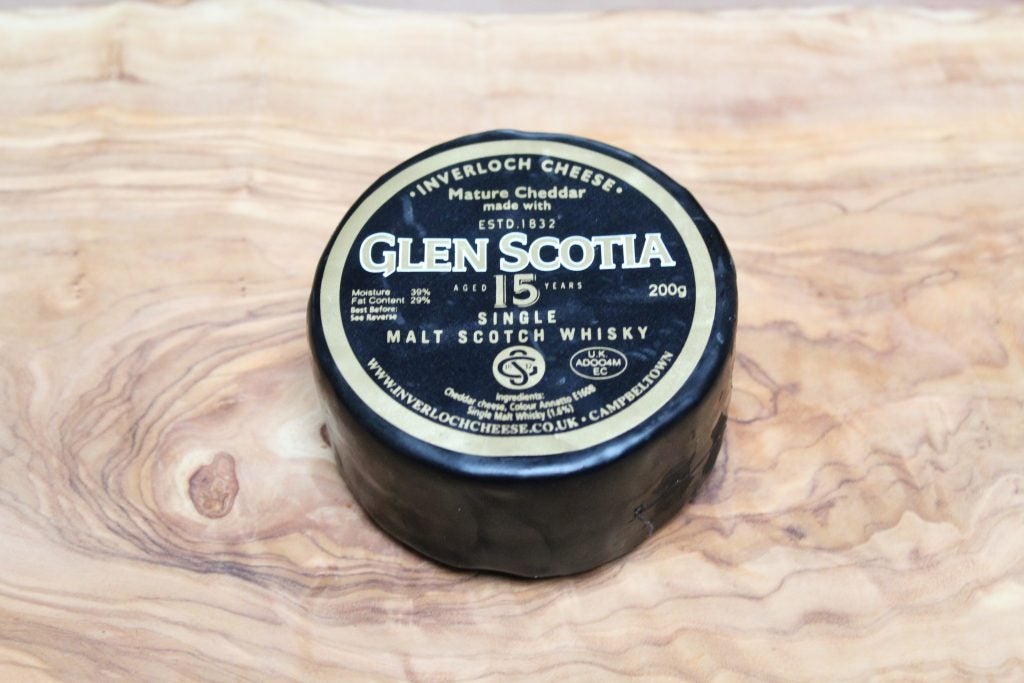 • INVERLOCH CHEESE •
Mature Cheddar
made with
ESTD.1832
GLEN SCOTIA
AGED 15 YEARS
200g
Moisture 39%
Fat Content 29%
Best Before:
See Reverse
SINGLE
MALT SCOTCH WHISKY
U.K.
ADOO4M
EC
Ingredients:
Cheddar cheese, Colour Annatto E160B
Single Malt Whisky (1.6%)
WWW.INVERLOCHCHEESE.CO.UK • CAMPBELTOWN